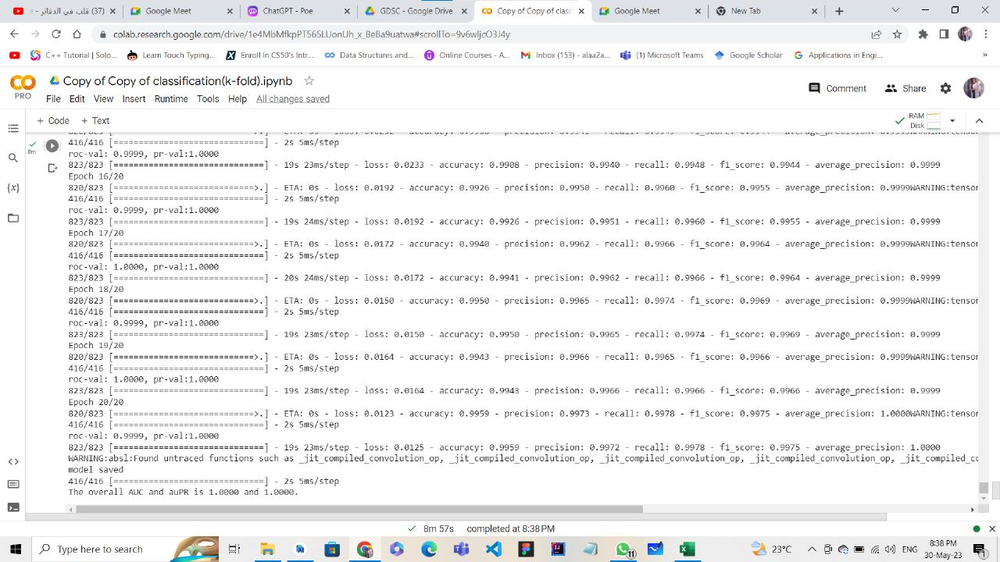 (37) قلب في الدفاتر - ه
Google Meet
ChatGPT - Poe
GDSC - Google Drive
Copy of Copy of class
Google Meet
New Tab
colab.research.google.com/drive/1e4MbMfkpPT565LUonUh_x_BeBa9uatwa#scrollTo=9v6wJjcO3J4y
C++ Tutorial | Solo...
Learn Touch Typing...
Enroll In CS50's Intr...
Data Structures and...
Online Courses - A...
Inbox (13) - alaa2a...
(1) Microsoft Teams
Google Scholar
Applications in Engi...
»
CO
PRO
Copy of Copy of classification(k-fold).ipynb
File Edit View Insert Runtime Tools Help All changes saved
Comment
Share
+ Code + Text
RAM
Disk
8m
{x}
416/416 [==============================] - 2s 5ms/step
roc-val: 0.9999, pr-val:1.0000
823/823 [==============================] - 19s 23ms/step - loss: 0.0233 - accuracy: 0.9908 - precision: 0.9940 - recall: 0.9948 - f1_score: 0.9944 - average_precision: 0.9999
Epoch 16/20
820/823 [============================>.] - ETA: 0s - loss: 0.0192 - accuracy: 0.9926 - precision: 0.9950 - recall: 0.9960 - f1_score: 0.9955 - average_precision: 0.9999WARNING:tensor
416/416 [==============================] - 2s 5ms/step
roc-val: 0.9999, pr-val:1.0000
823/823 [==============================] - 19s 24ms/step - loss: 0.0192 - accuracy: 0.9926 - precision: 0.9951 - recall: 0.9960 - f1_score: 0.9955 - average_precision: 0.9999
Epoch 17/20
820/823 [============================>.] - ETA: 0s - loss: 0.0172 - accuracy: 0.9940 - precision: 0.9962 - recall: 0.9966 - f1_score: 0.9964 - average_precision: 0.9999WARNING:tensor
416/416 [==============================] - 2s 5ms/step
roc-val: 1.0000, pr-val:1.0000
823/823 [==============================] - 20s 24ms/step - loss: 0.0172 - accuracy: 0.9941 - precision: 0.9962 - recall: 0.9966 - f1_score: 0.9964 - average_precision: 0.9999
Epoch 18/20
820/823 [============================>.] - ETA: 0s - loss: 0.0150 - accuracy: 0.9950 - precision: 0.9965 - recall: 0.9974 - f1_score: 0.9969 - average_precision: 0.9999WARNING:tensor
416/416 [==============================] - 2s 5ms/step
roc-val: 0.9999, pr-val:1.0000
823/823 [==============================] - 19s 23ms/step - loss: 0.0150 - accuracy: 0.9950 - precision: 0.9965 - recall: 0.9974 - f1_score: 0.9969 - average_precision: 0.9999
Epoch 19/20
820/823 [============================>.] - ETA: 0s - loss: 0.0164 - accuracy: 0.9943 - precision: 0.9966 - recall: 0.9965 - f1_score: 0.9966 - average_precision: 0.9999WARNING:tensor
416/416 [==============================] - 2s 5ms/step
roc-val: 1.0000, pr-val:1.0000
823/823 [==============================] - 19s 23ms/step - loss: 0.0164 - accuracy: 0.9943 - precision: 0.9966 - recall: 0.9966 - f1_score: 0.9966 - average_precision: 0.9999
Epoch 20/20
820/823 [============================>.] - ETA: 0s - loss: 0.0123 - accuracy: 0.9959 - precision: 0.9973 - recall: 0.9978 - f1_score: 0.9975 - average_precision: 1.0000WARNING:tensor
416/416 [==============================] - 2s 5ms/step
roc-val: 0.9999, pr-val:1.0000
823/823 [==============================] - 19s 23ms/step - loss: 0.0125 - accuracy: 0.9959 - precision: 0.9972 - recall: 0.9978 - f1_score: 0.9975 - average_precision: 1.0000
WARNING:absl:Found untraced functions such as _jit_compiled_convolution_op, _jit_compiled_convolution_op, _jit_compiled_convolution_op, _jit_compiled_convolution_op, _jit_compiled_co
model saved
416/416 [==============================] - 2s 5ms/step
The overall AUC and auPR is 1.0000 and 1.0000.
8m 57s completed at 8:38 PM
Type here to search
11
23°C
ENG
8:38 PM
30-May-23
1